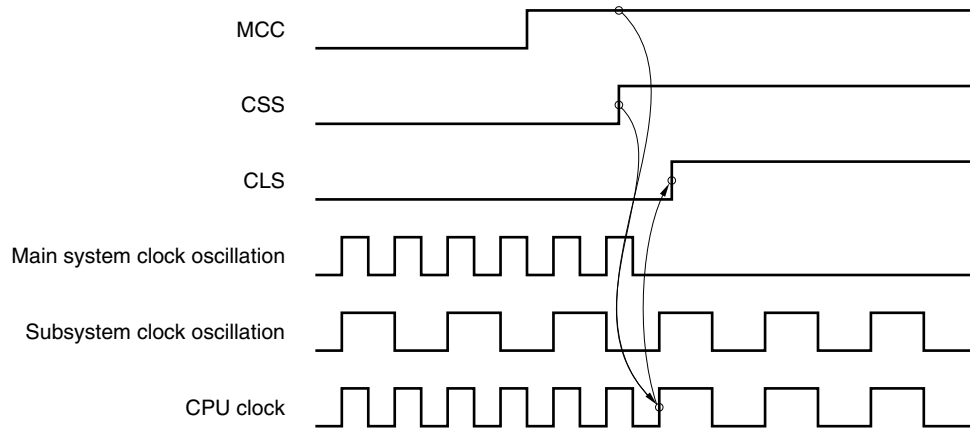 MCC
CSS
CLS
Main system clock oscillation
Subsystem clock oscillation
CPU clock